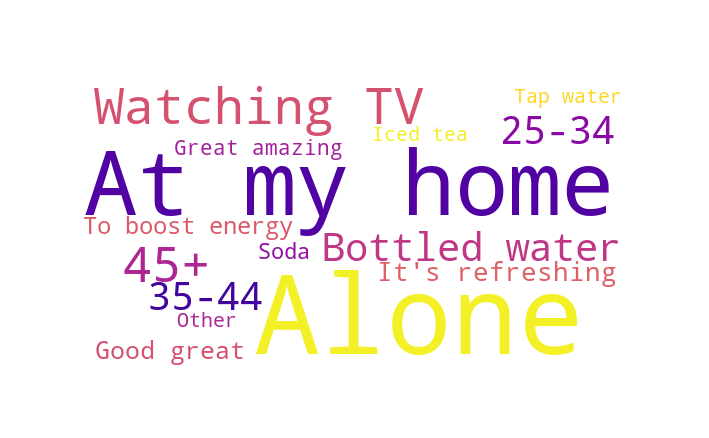 Watching TV
Tap water
Iced tea
25-34
Great amazing
At my home
To boost energy
Soda
Bottled water
45+
It's refreshing
35-44
Alone
Other
Good great